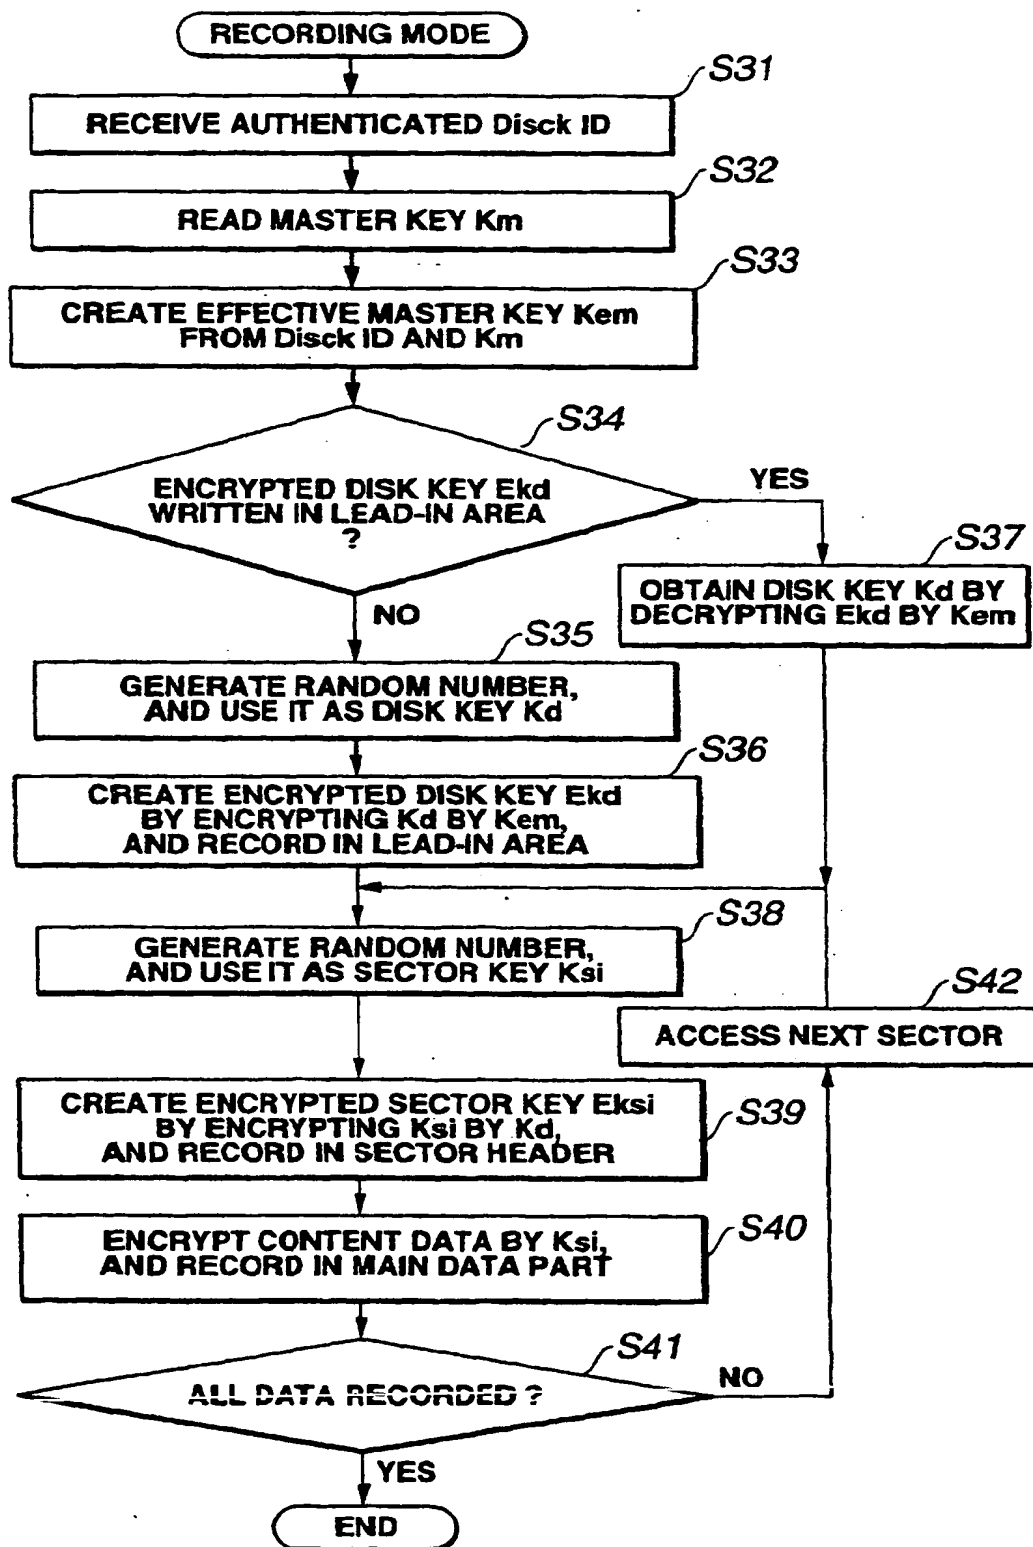 RECORDING MODE
S31
RECEIVE AUTHENTICATED Disck ID
S32
READ MASTER KEY Km
S33
CREATE EFFECTIVE MASTER KEY Kem
FROM Disck ID AND Km
S34
ENCRYPTED DISK KEY Ekd
WRITTEN IN LEAD-IN AREA
?
YES
NO
S37
OBTAIN DISK KEY Kd BY
DECRYPTING Ekd BY Kem
S35
GENERATE RANDOM NUMBER,
AND USE IT AS DISK KEY Kd
S36
CREATE ENCRYPTED DISK KEY Ekd
BY ENCRYPTING Kd BY Kem,
AND RECORD IN LEAD-IN AREA
S38
GENERATE RANDOM NUMBER,
AND USE IT AS SECTOR KEY Ksi
S42
ACCESS NEXT SECTOR
CREATE ENCRYPTED SECTOR KEY Eksi
BY ENCRYPTING Ksi BY Kd,
AND RECORD IN SECTOR HEADER
S39
ENCRYPT CONTENT DATA BY Ksi,
AND RECORD IN MAIN DATA PART
S40
S41
ALL DATA RECORDED ?
NO
YES
END